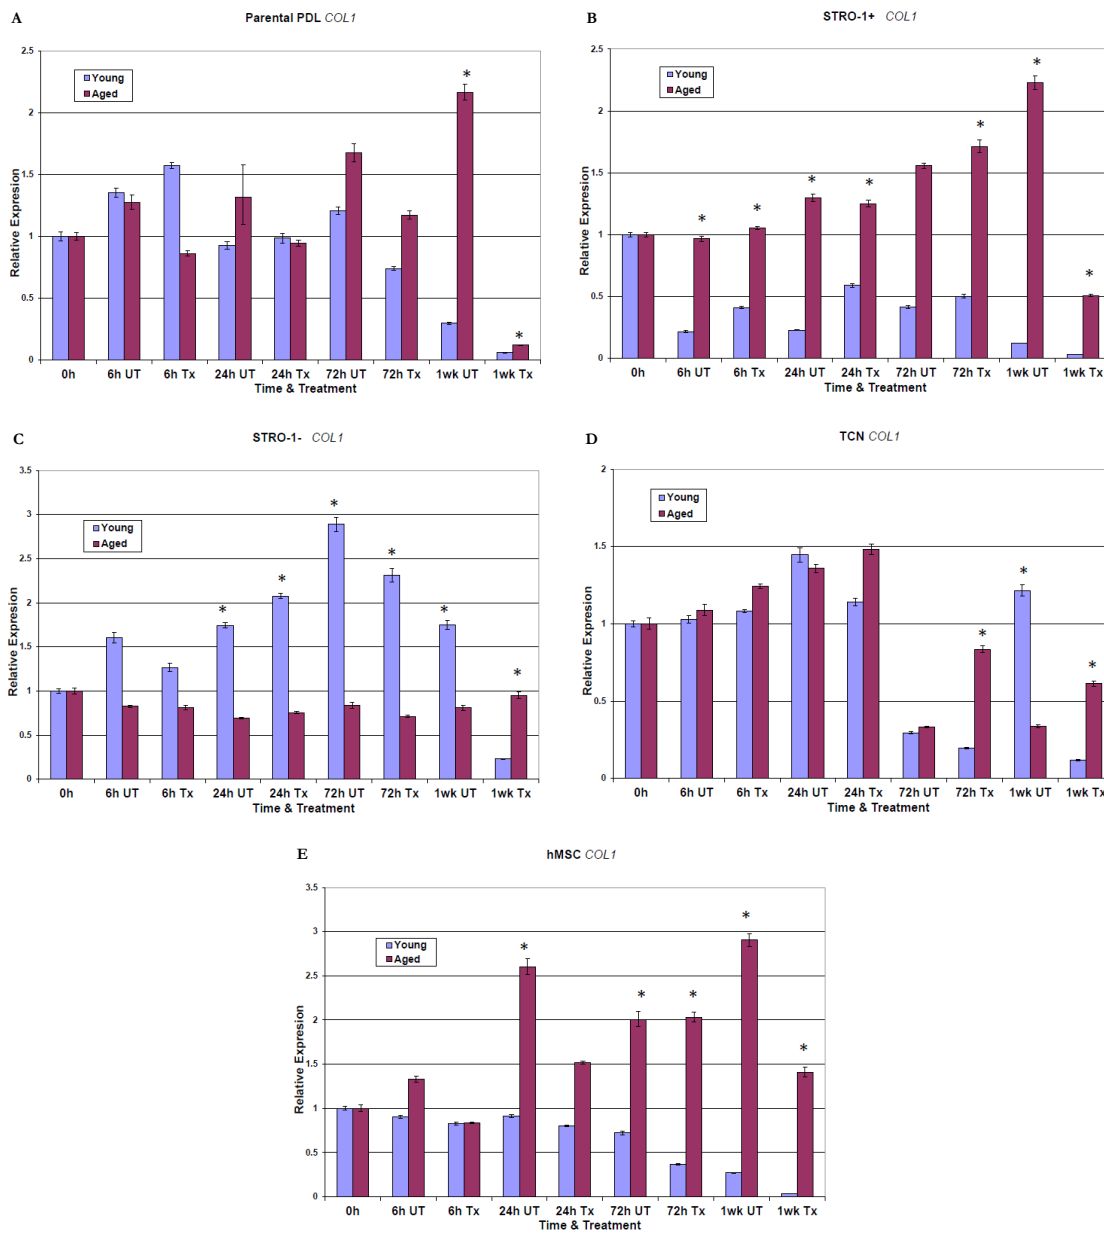 A
Parental PDL COL1
Relative Expression
2.5
2
1.5
1
0.5
0
Young
Aged
*
*
0h 6h UT 6h Tx 24h UT 24h Tx 72h UT 72h Tx 1wk UT 1wk Tx
Time & Treatment
B
STRO-1+ COL1
Relative Expression
2.5
2
1.5
1
0.5
0
Young
Aged
* * * * * * *
0h 6h UT 6h Tx 24h UT 24h Tx 72h UT 72h Tx 1wk UT 1wk Tx
Time & Treatment
C
STRO-1- COL1
Relative Expression
3.5
3
2.5
2
1.5
1
0.5
0
Young
Aged
* * * * * *
0h 6h UT 6h Tx 24h UT 24h Tx 72h UT 72h Tx 1wk UT 1wk Tx
Time & Treatment
D
TCN COL1
Relative Expression
2
1.5
1
0.5
0
Young
Aged
* * *
0h 6h UT 6h Tx 24h UT 24h Tx 72h UT 72h Tx 1wk UT 1wk Tx
Time & Treatment
E
hMSC COL1
Relative Expresion
3.5
3
2.5
2
1.5
1
0.5
0
Young
Aged
* * * * *
0h 6h UT 6h Tx 24h UT 24h Tx 72h UT 72h Tx 1wk UT 1wk Tx
Time & Treatment